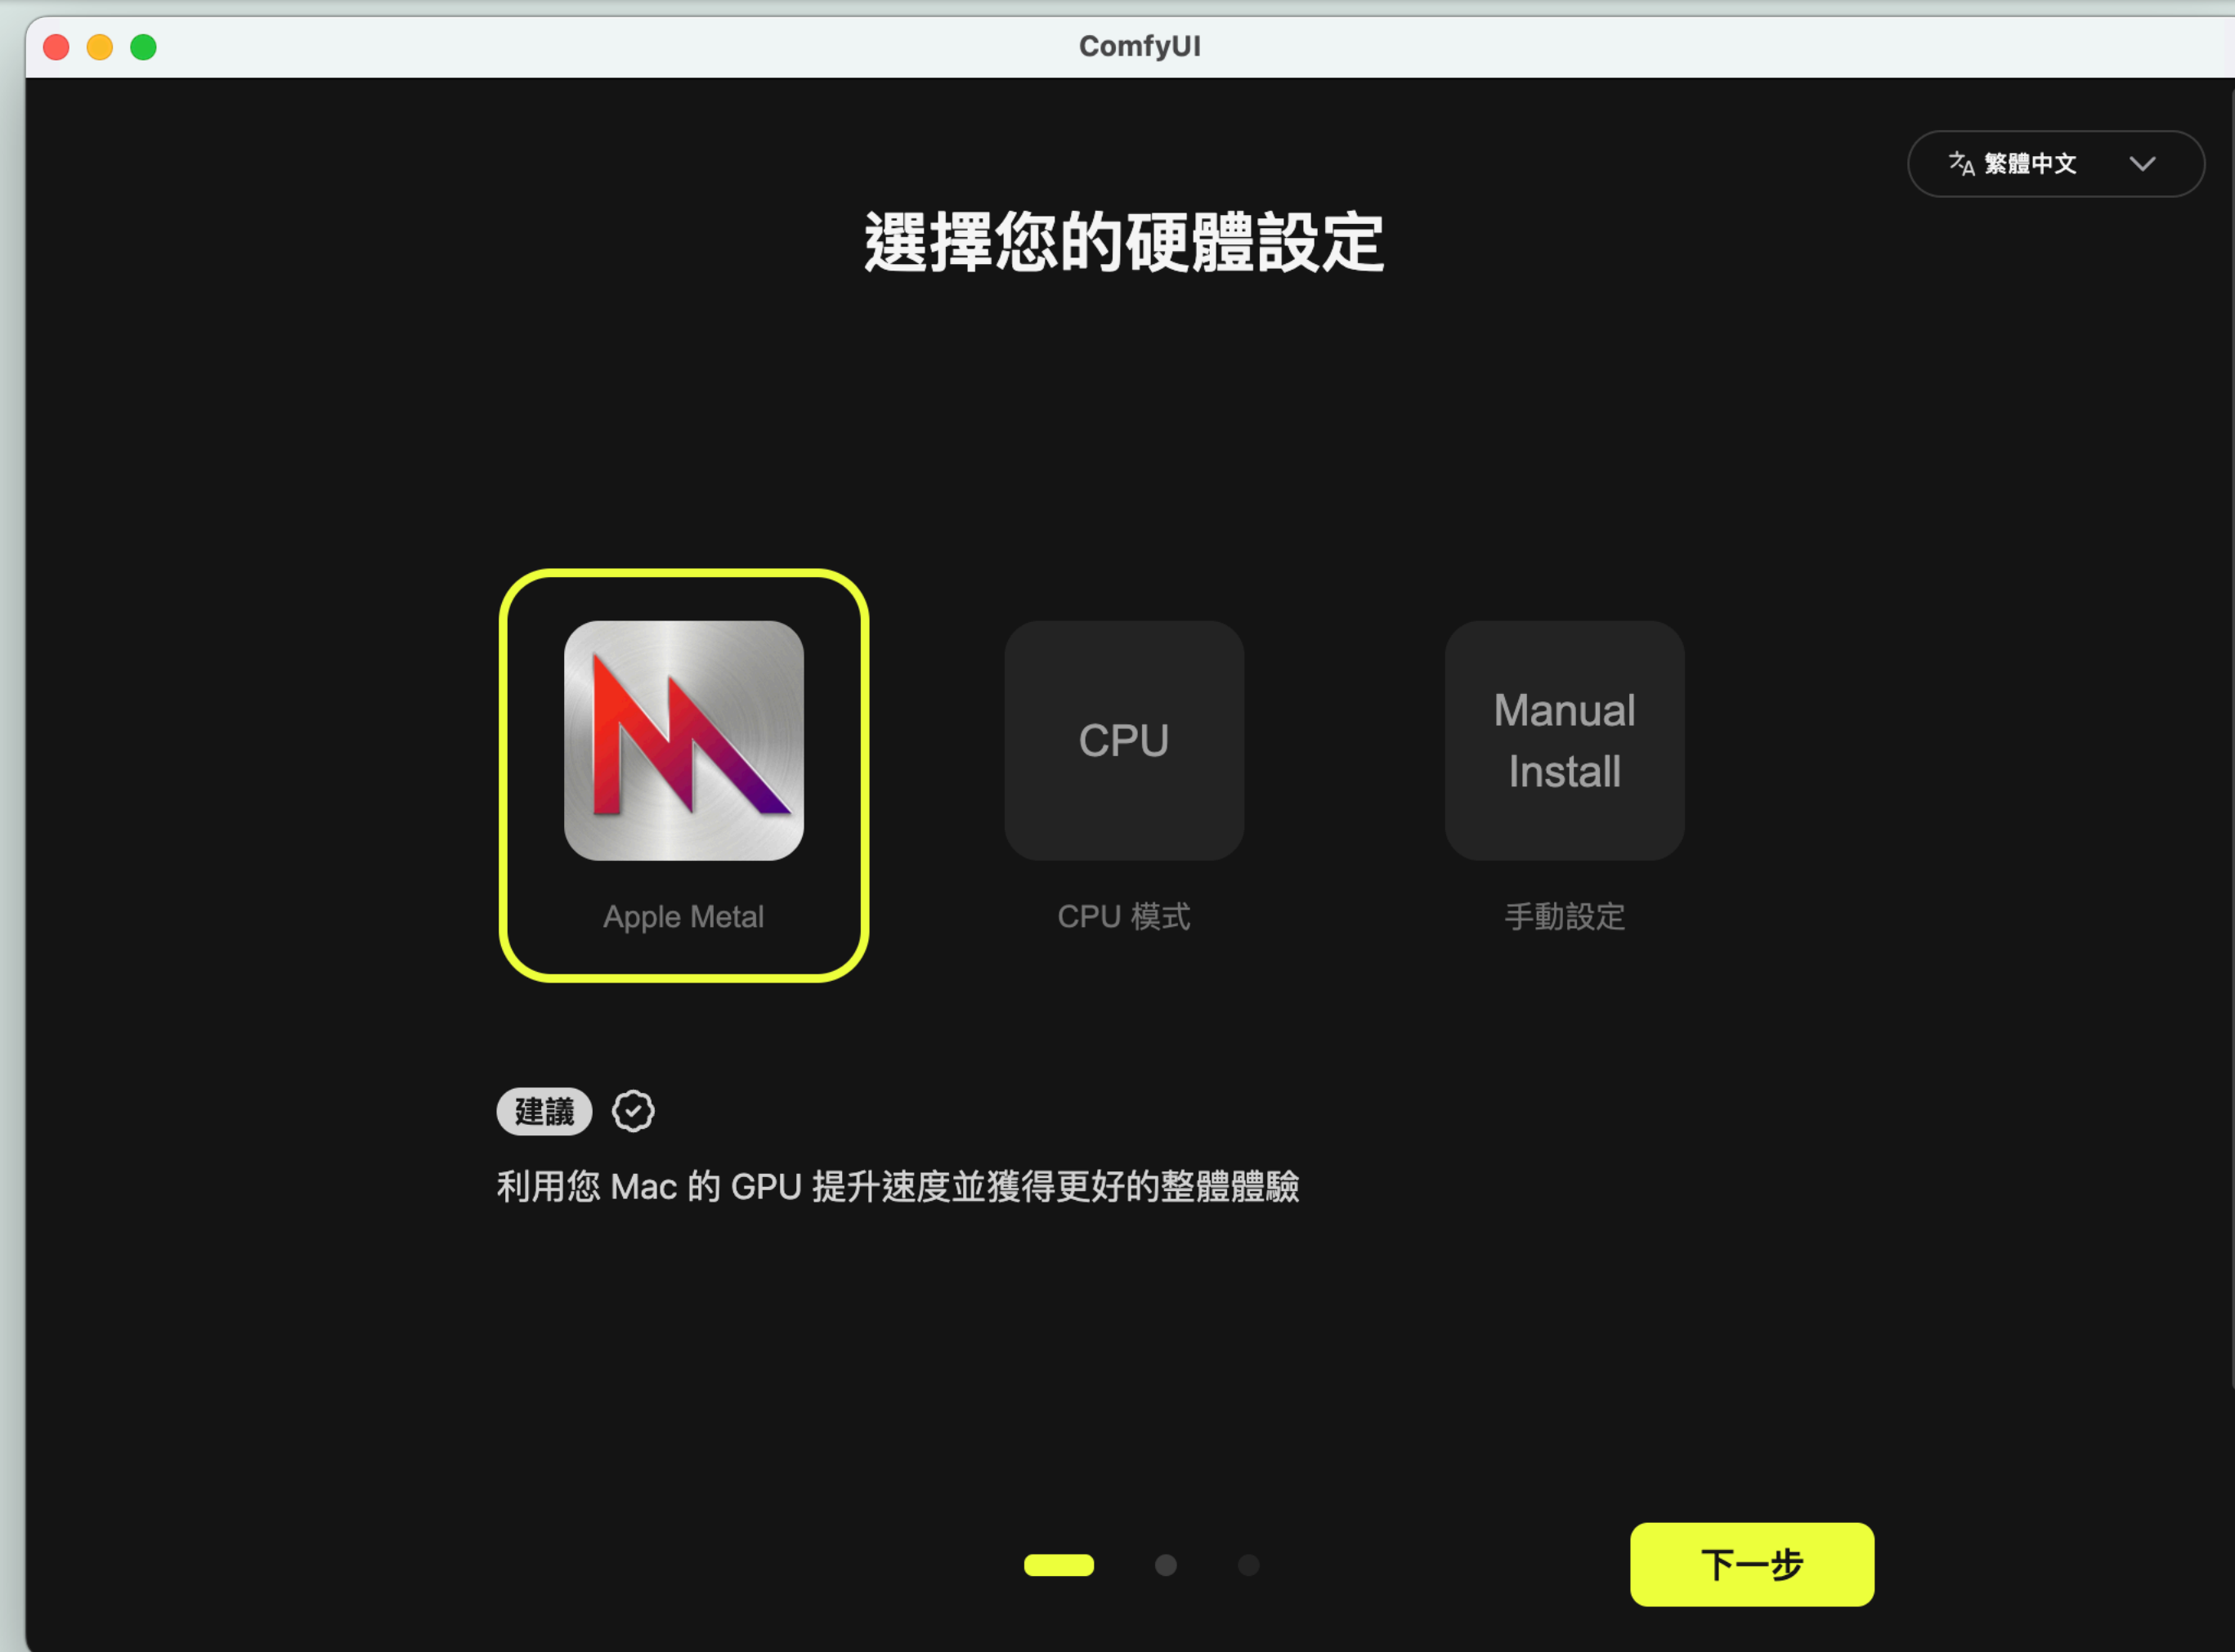 ComfyUI
繁體中文
選擇您的硬體設定
CPU
Manual
Install
Apple Metal
CPU 模式
手動設定
建議
利用您 Mac 的 GPU 提升速度並獲得更好的整體體驗
下一步